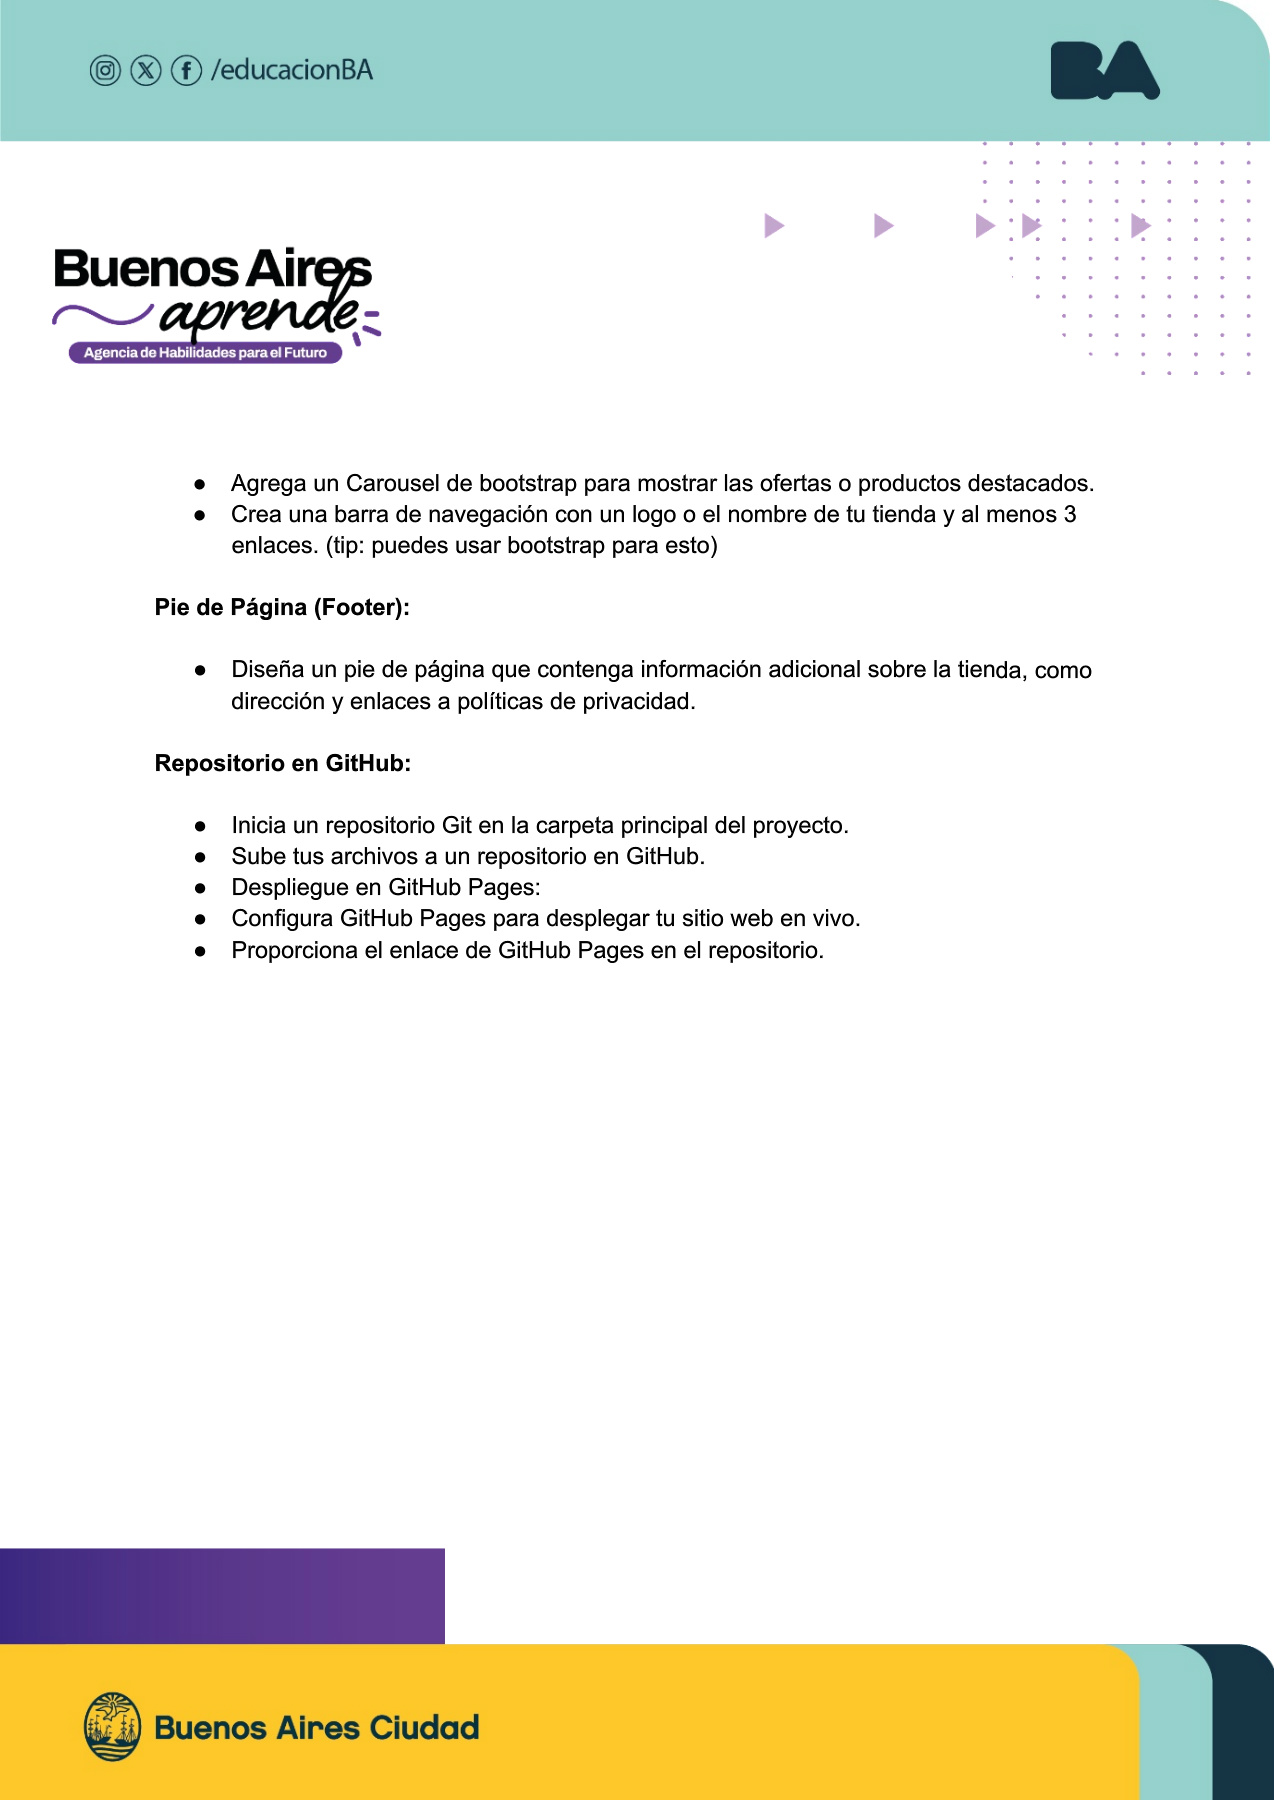 /educacionBA
BA
Buenos Aires
aprende
Agencia de Habilidades para el Futuro
● Agrega un Carousel de bootstrap para mostrar las ofertas o productos destacados.
● Crea una barra de navegación con un logo o el nombre de tu tienda y al menos 3
enlaces. (tip: puedes usar bootstrap para esto)
Pie de Página (Footer):
● Diseña un pie de página que contenga información adicional sobre la tienda, como
dirección y enlaces a políticas de privacidad.
Repositorio en GitHub:
● Inicia un repositorio Git en la carpeta principal del proyecto.
● Sube tus archivos a un repositorio en GitHub.
● Despliegue en GitHub Pages:
● Configura GitHub Pages para desplegar tu sitio web en vivo.
● Proporciona el enlace de GitHub Pages en el repositorio.
Buenos Aires Ciudad